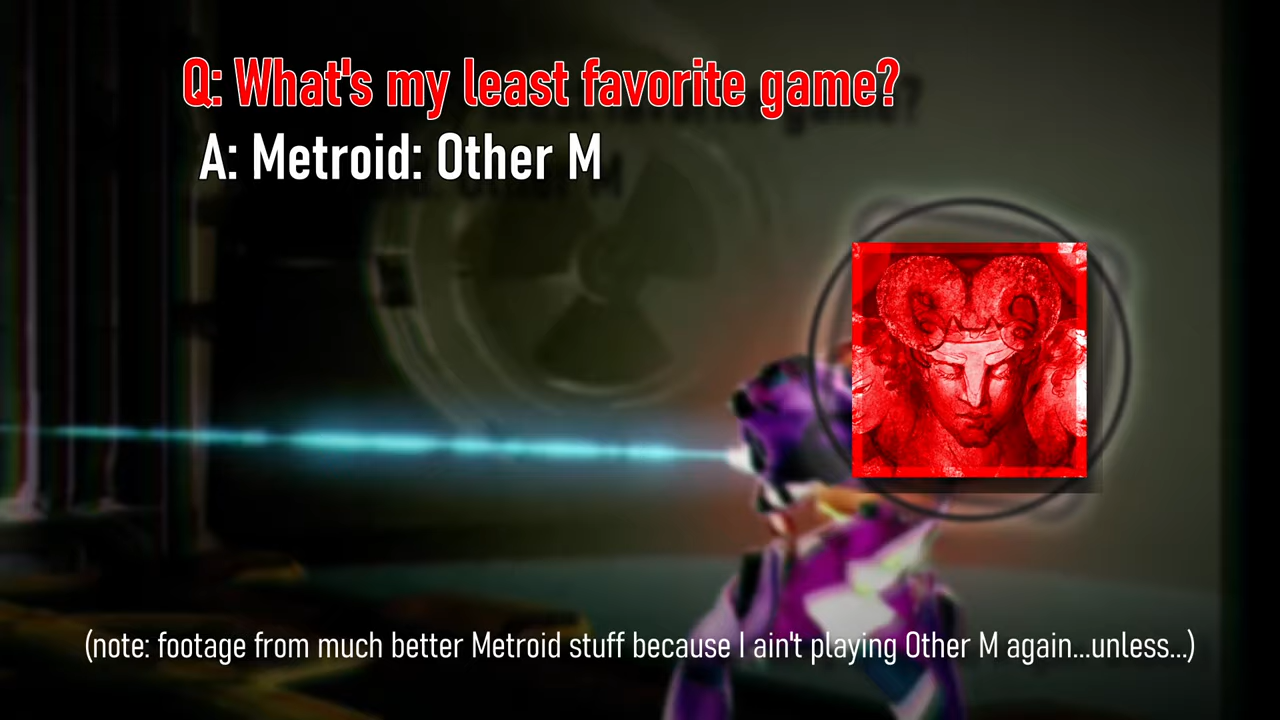 Q: What's my least favorite game?
A: Metroid: Other M
(note: footage from much better Metroid stuff because I ain't playing Other M again...unless...)